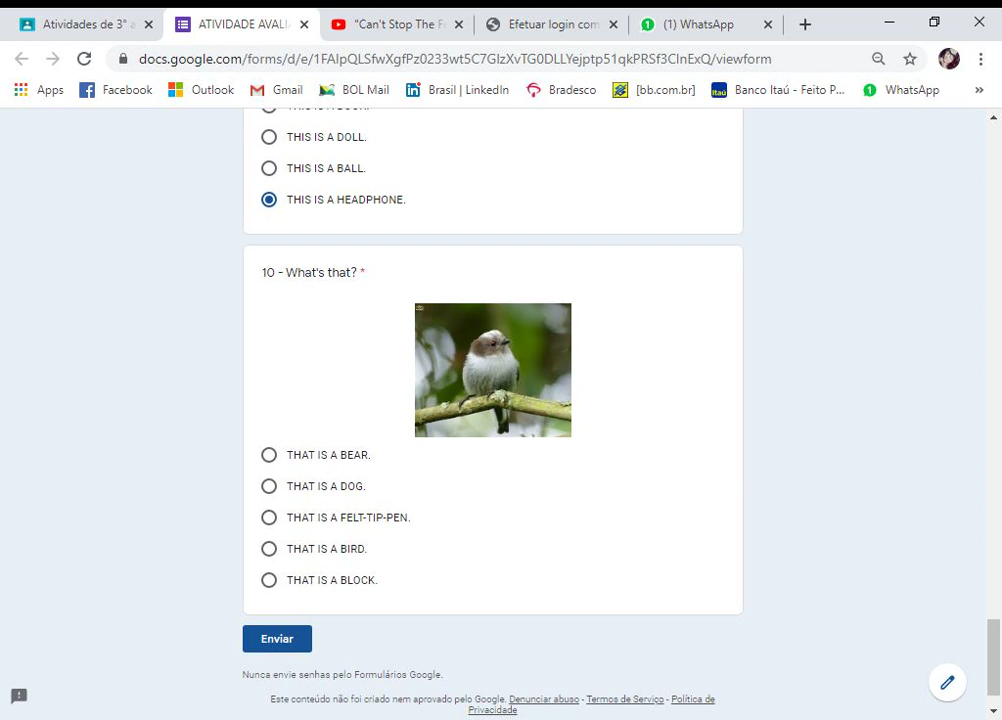 Atividades de 3° a
ATIVIDADE AVALI
"Can't Stop The F
Efetuar login com
(1) WhatsApp
docs.google.com/forms/d/e/1FAIpQLSfwXgfPz0233wt5C7GIzXvTG0DLLYejptp51qkPRSf3ClnExQ/viewform
Apps
Facebook
Outlook
Gmail
BOL Mail
Brasil | LinkedIn
Bradesco
[bb.com.br]
Banco Itaú - Feito P...
WhatsApp
THIS IS A DOLL.
THIS IS A BALL.
THIS IS A HEADPHONE.
10 - What's that? *
THAT IS A BEAR.
THAT IS A DOG.
THAT IS A FELT-TIP-PEN.
THAT IS A BIRD.
THAT IS A BLOCK.
Enviar
Nunca envie senhas pelo Formulários Google.
Este conteúdo não foi criado nem aprovado pelo Google. Denunciar abuso - Termos de Serviço - Política de
Privacidade